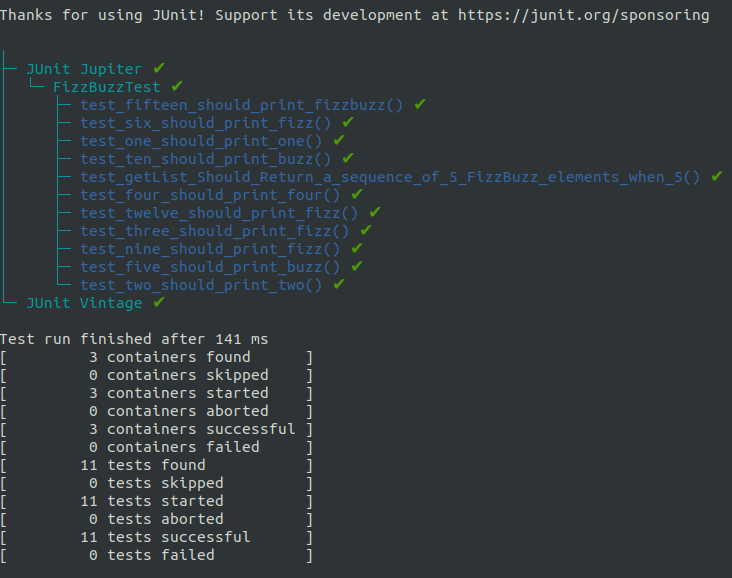 Thanks for using JUnit! Support its development at https://junit.org/sponsoring
JUnit Jupiter ✔
FizzBuzzTest ✔
test_fifteen_should_print_fizzbuzz() ✔
test_six_should_print_fizz() ✔
test_one_should_print_one() ✔
test_ten_should_print_buzz() ✔
test_getList_Should_Return_a_sequence_of_5_FizzBuzz_elements_when_5() ✔
test_four_should_print_four() ✔
test_twelve_should_print_fizz() ✔
test_three_should_print_fizz() ✔
test_nine_should_print_fizz() ✔
test_five_should_print_buzz() ✔
test_two_should_print_two() ✔
JUnit Vintage ✔
Test run finished after 141 ms
[         3 containers found      ]
[         0 containers skipped    ]
[         3 containers started    ]
[         0 containers aborted    ]
[         3 containers successful ]
[         0 containers failed     ]
[        11 tests found           ]
[         0 tests skipped         ]
[        11 tests started         ]
[         0 tests aborted         ]
[        11 tests successful      ]
[         0 tests failed          ]